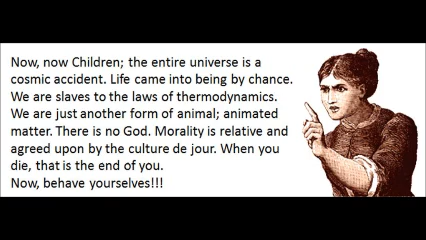 Now, now Children; the entire universe is a
cosmic accident. Life came into being by chance.
We are slaves to the laws of thermodynamics.
We are just another form of animal; animated
matter. There is no God. Morality is relative and
agreed upon by the culture de jour. When you
die, that is the end of you.
Now, behave yourselves!!!